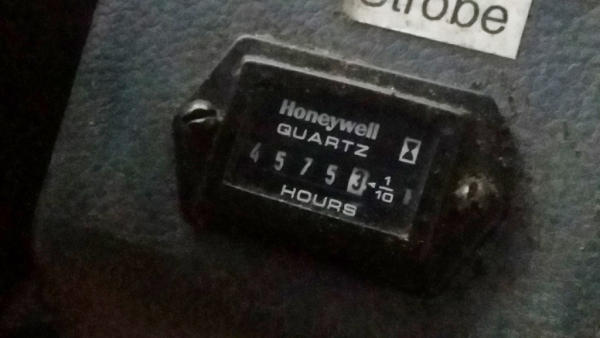 Strobe
Honeywell
QUARTZ
4 5 7 5 3 1/10
HOURS